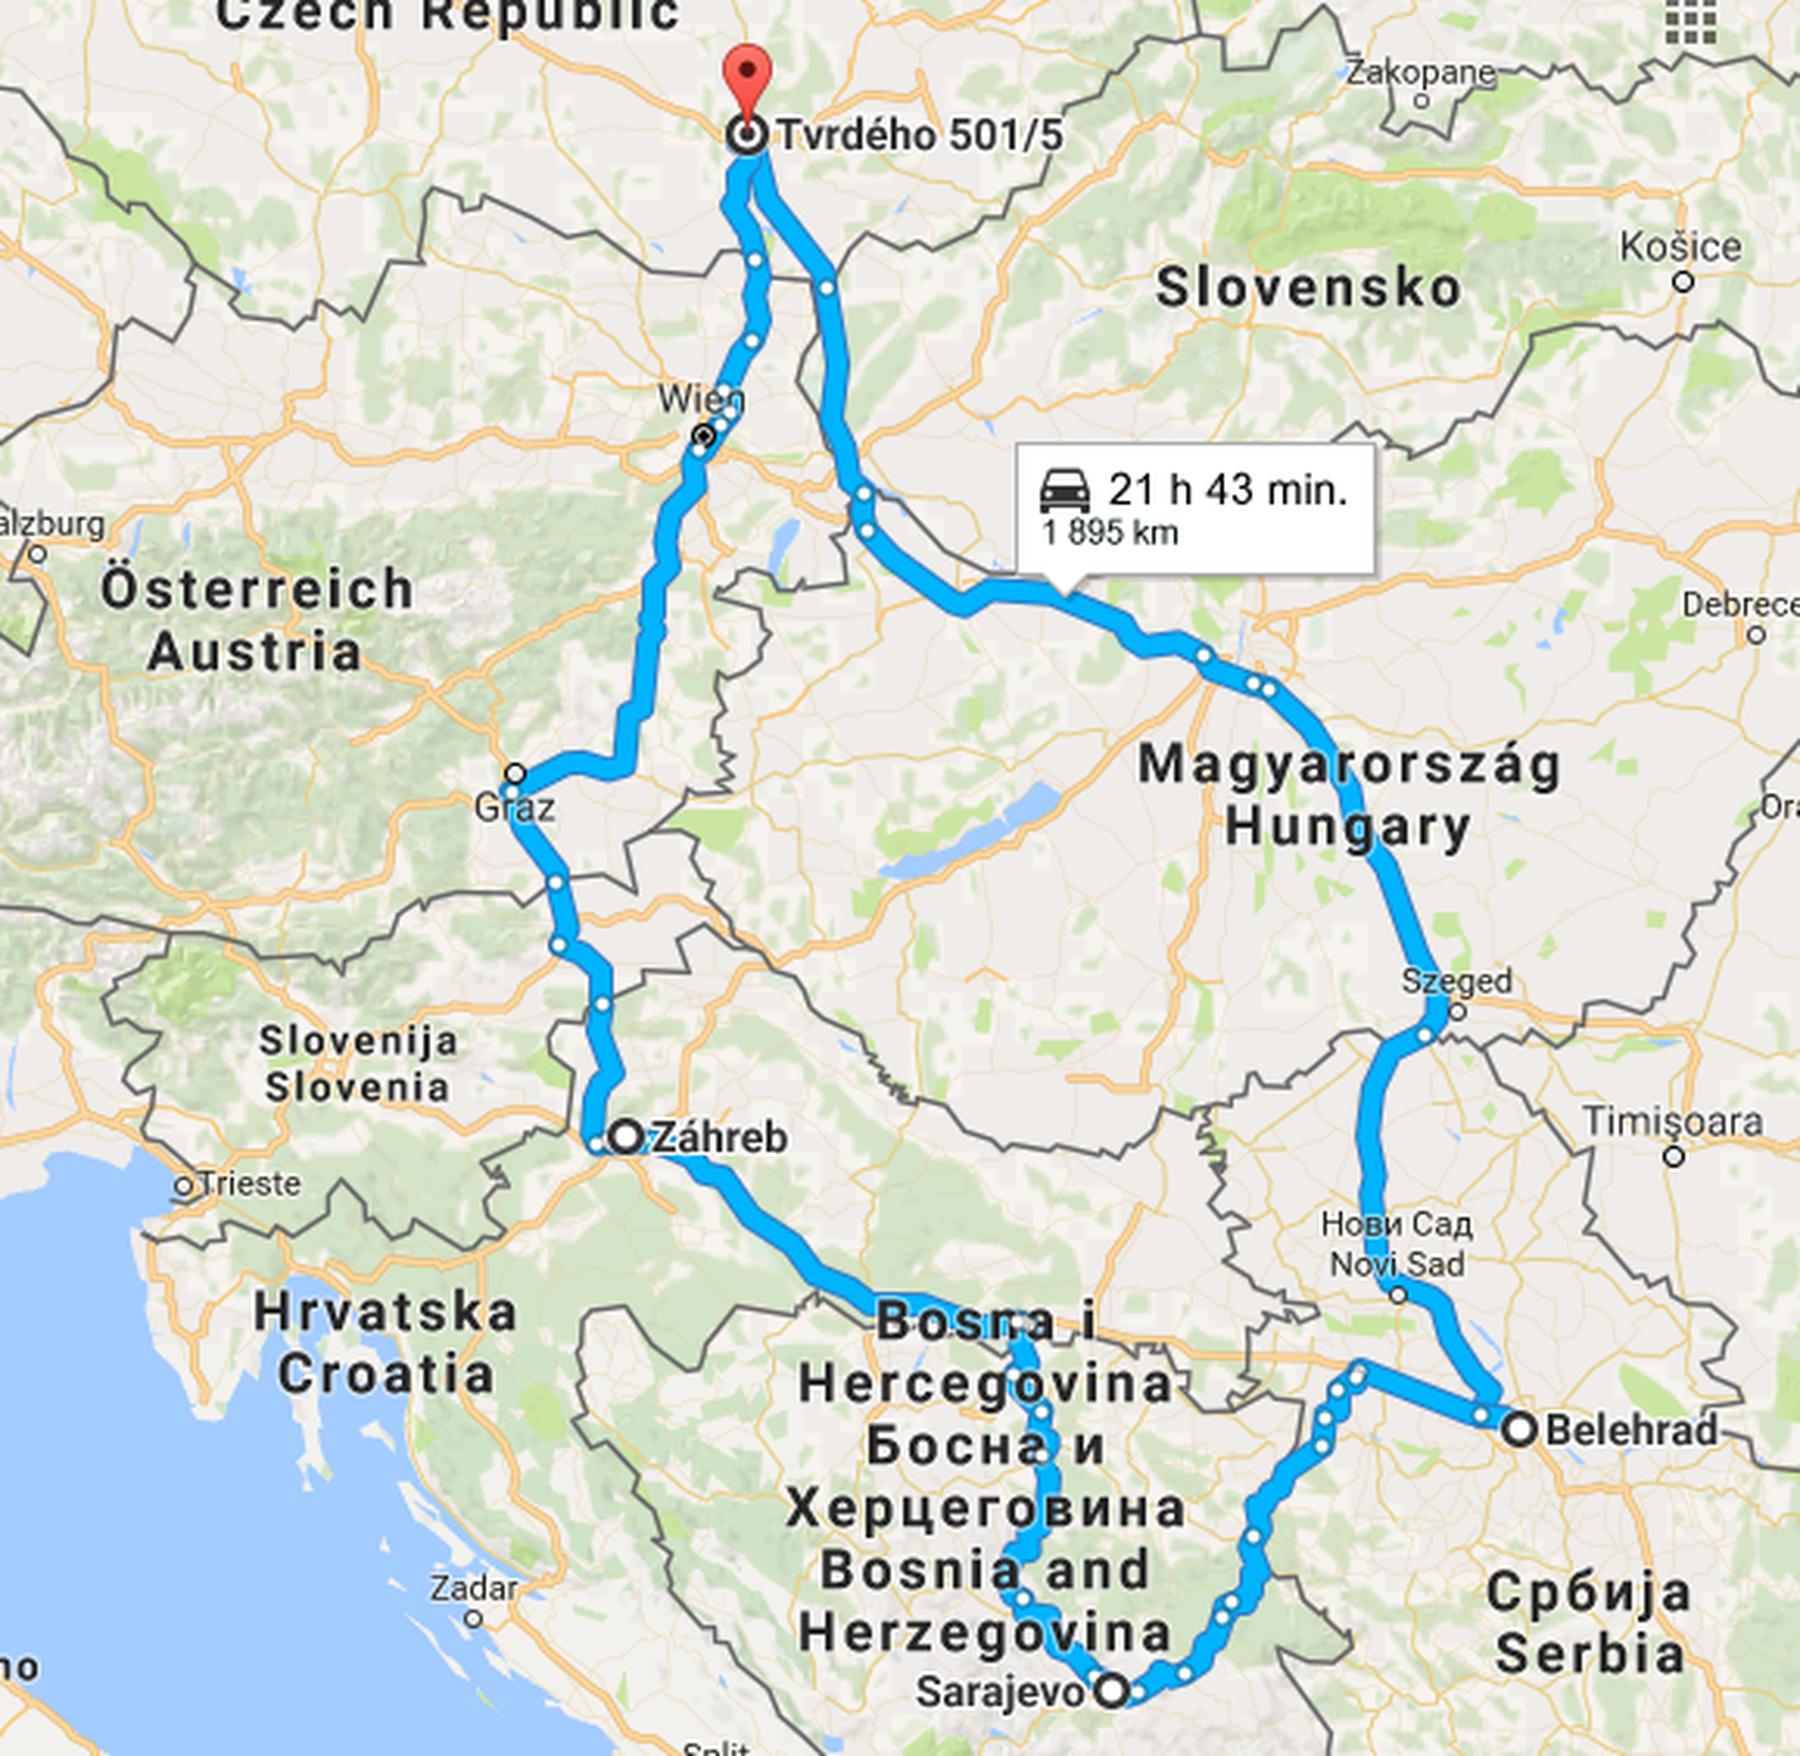 Czech Republic
Zakopane
Tvrdého 501/5
Košice
Slovensko
Wien
21 h 43 min.
1 895 km
alzburg
Österreich
Austria
Debrece
Magyarország
Hungary
Graz
Ora
Szeged
Slovenija
Slovenia
Timișoara
Záhreb
Trieste
Нови Сад
Novi Sad
Hrvatska
Croatia
Bosna i
Hercegovina
Босна и
Херцеговина
Bosnia and
Herzegovina
Belehrad
Zadar
Србија
Serbia
no
Sarajevo
Split